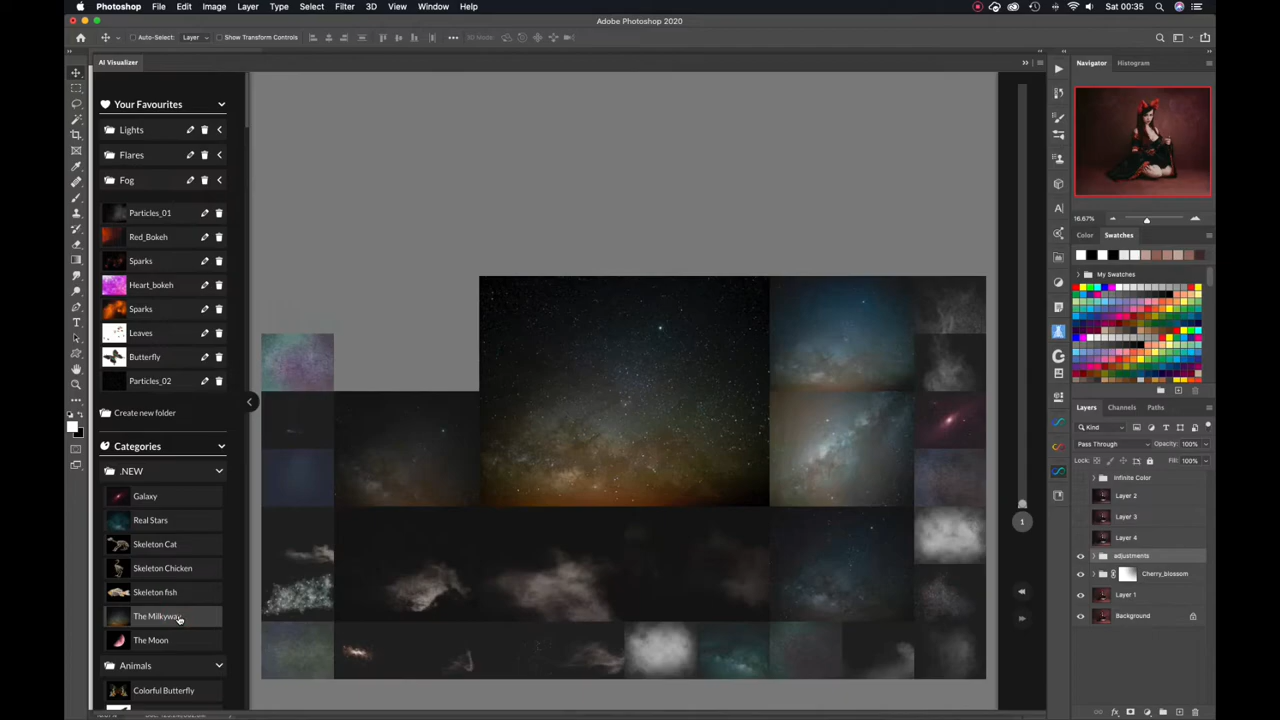 Photoshop File Edit Image Layer Type Select Filter 3D View Window Help Sat 00:35
Adobe Photoshop 2020
Auto-Select: Layer Show Transform Controls 3D Mode:
AI Visualizer
Your Favourites
Lights
Flares
Fog
Particles_01
Red_Bokeh
Sparks
Heart_bokeh
Sparks
Leaves
Butterfly
Particles_02
Create new folder
Categories
.NEW
Galaxy
Real Stars
Skeleton Cat
Skeleton Chicken
Skeleton fish
The Milkyway
The Moon
Animals
Colorful Butterfly
1
Navigator Histogram
16.67%
Color Swatches
My Swatches
Layers Channels Paths
Kind
Pass Through Opacity: 100%
Lock: Fill: 100%
Infinite Color
Layer 2
Layer 3
Layer 4
adjustments
Cherry_blossom
Layer 1
Background